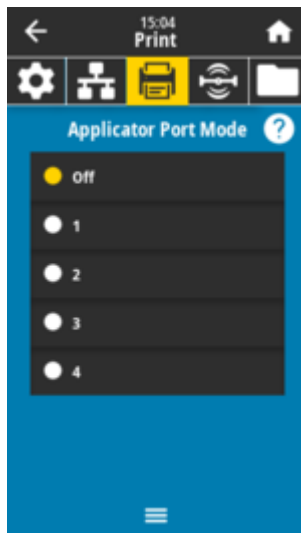 15:04
Print
Applicator Port Mode ?
Off
1
2
3
4